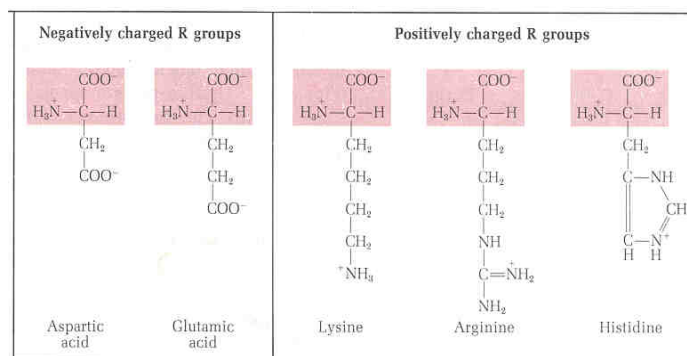 Negatively charged R groups
Positively charged R groups
COO⁻
H₃N⁺—C—H
CH₂
COO⁻
Aspartic
acid
COO⁻
H₃N⁺—C—H
CH₂
CH₂
COO⁻
Glutamic
acid
COO⁻
H₃N⁺—C—H
CH₂
CH₂
CH₂
CH₂
⁺NH₃
Lysine
COO⁻
H₃N⁺—C—H
CH₂
CH₂
CH₂
NH
C=N⁺H₂
NH₂
Arginine
COO⁻
H₃N⁺—C—H
CH₂
C—NH
CH
C—N⁺
H H
Histidine